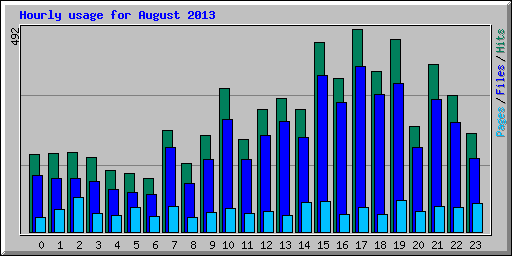 Hourly usage for August 2013
492
Pages/Files/Hits
0 1 2 3 4 5 6 7 8 9 10 11 12 13 14 15 16 17 18 19 20 21 22 23